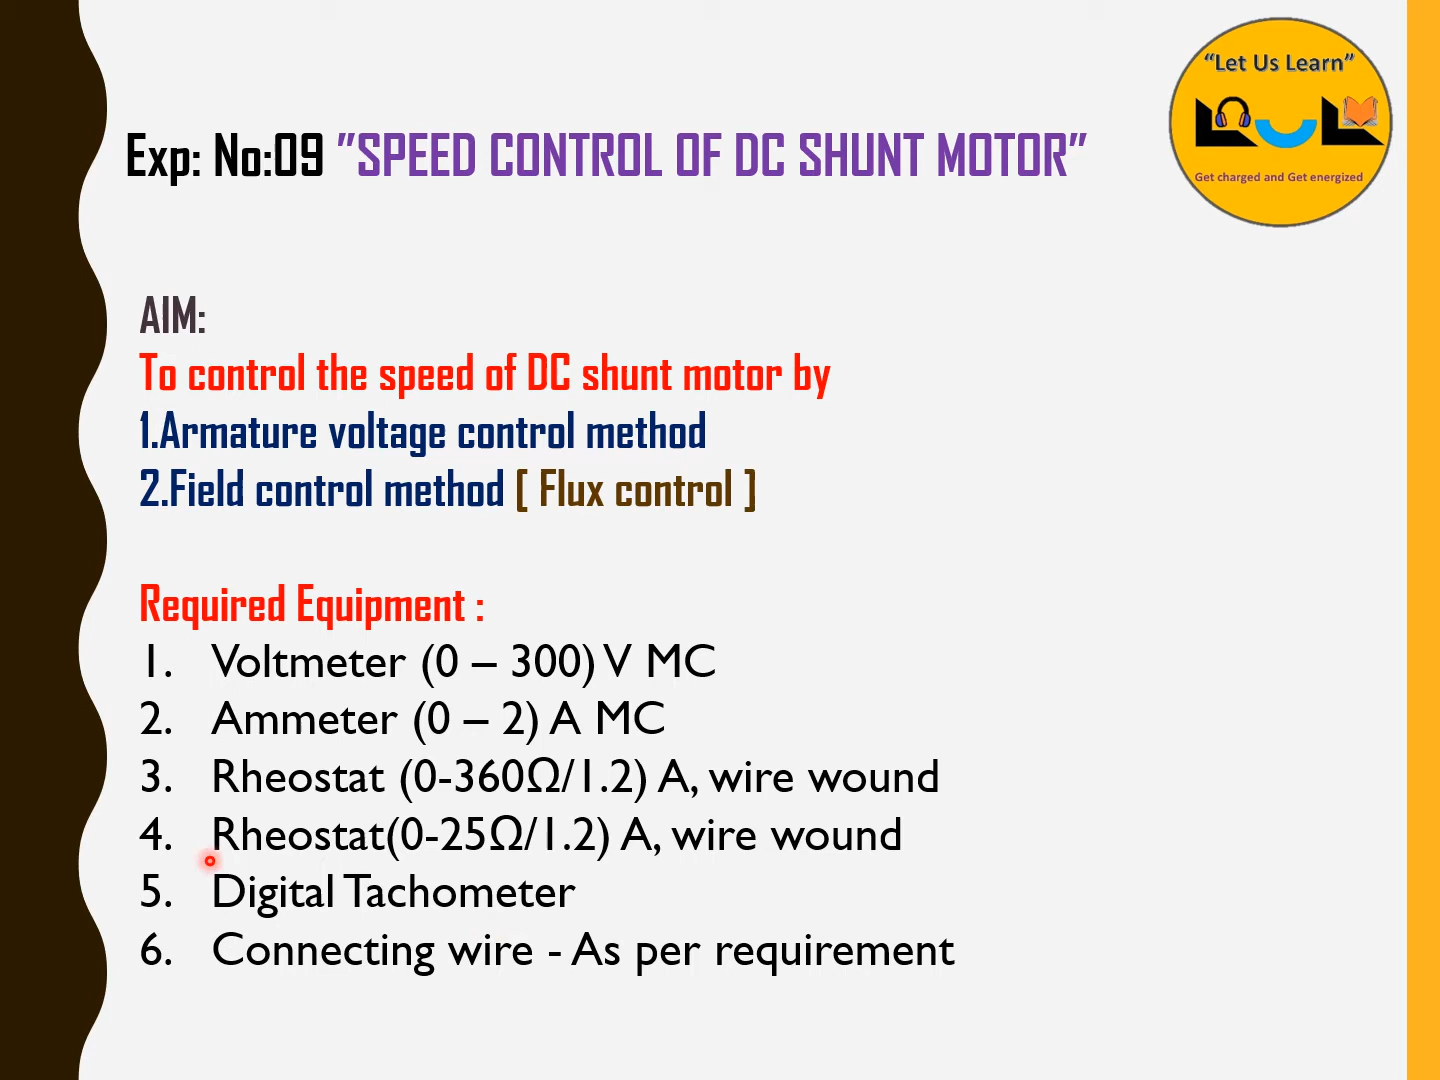 “Let Us Learn”
LUL
Get charged and Get energized
Exp: No:09 ”SPEED CONTROL OF DC SHUNT MOTOR”
AIM:
To control the speed of DC shunt motor by
1.Armature voltage control method
2.Field control method [ Flux control ]
Required Equipment :
1. Voltmeter (0 – 300) V MC
2. Ammeter (0 – 2) A MC
3. Rheostat (0-360Ω/1.2) A, wire wound
4. Rheostat(0-25Ω/1.2) A, wire wound
5. Digital Tachometer
6. Connecting wire - As per requirement